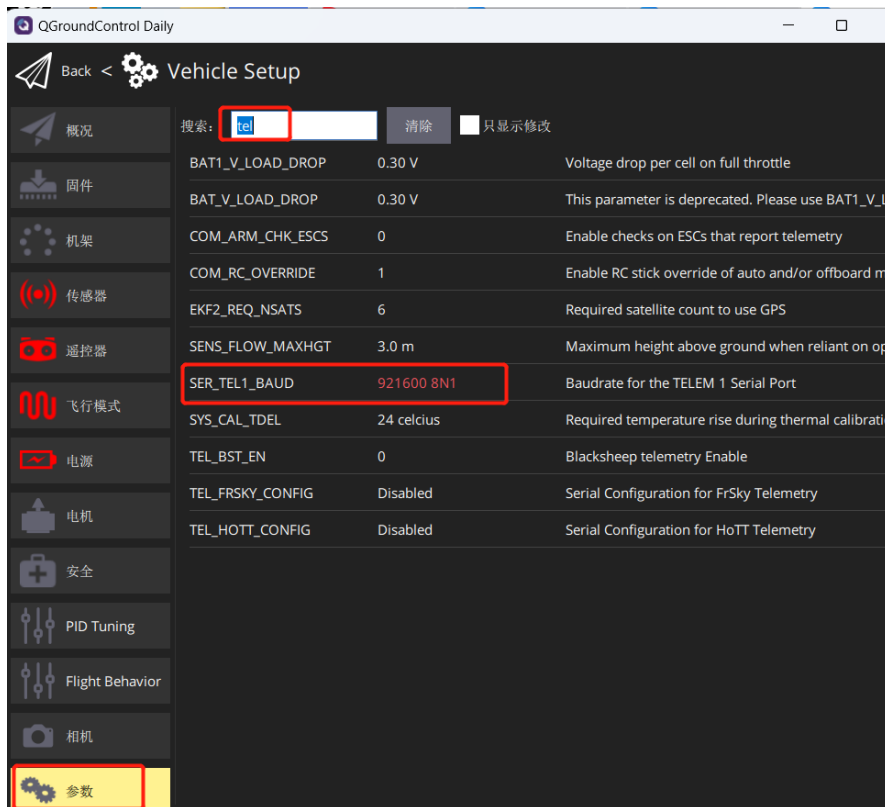 QGroundControl Daily
Back < Vehicle Setup
搜索： tel 清除 只显示修改
概况
固件
机架
传感器
遥控器
飞行模式
电源
电机
安全
PID Tuning
Flight Behavior
相机
参数
BAT1_V_LOAD_DROP 0.30 V Voltage drop per cell on full throttle
BAT_V_LOAD_DROP 0.30 V This parameter is deprecated. Please use BAT1_V_L
COM_ARM_CHK_ESCS 0 Enable checks on ESCs that report telemetry
COM_RC_OVERRIDE 1 Enable RC stick override of auto and/or offboard m
EKF2_REQ_NSATS 6 Required satellite count to use GPS
SENS_FLOW_MAXHGT 3.0 m Maximum height above ground when reliant on op
SER_TEL1_BAUD 921600 8N1 Baudrate for the TELEM 1 Serial Port
SYS_CAL_TDEL 24 celcius Required temperature rise during thermal calibrati
TEL_BST_EN 0 Blacksheep telemetry Enable
TEL_FRSKY_CONFIG Disabled Serial Configuration for FrSky Telemetry
TEL_HOTT_CONFIG Disabled Serial Configuration for HoTT Telemetry